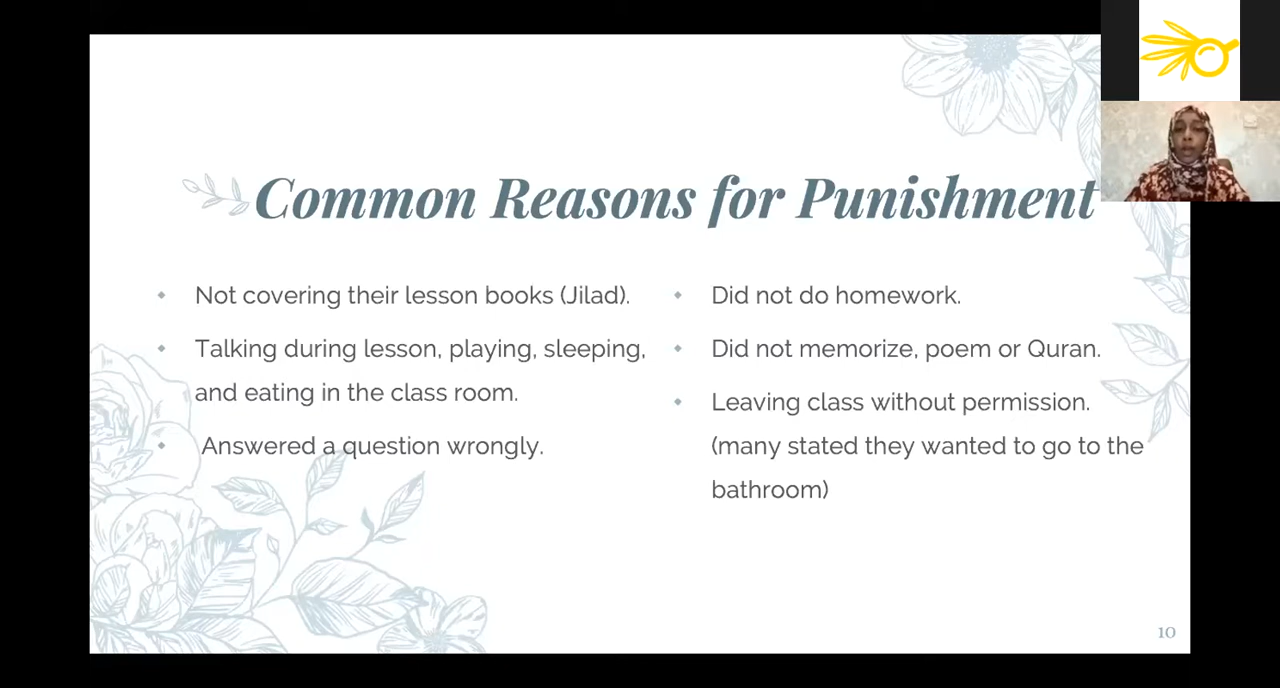 Common Reasons for Punishment
Not covering their lesson books (Jilad).
Talking during lesson, playing, sleeping,
and eating in the class room.
Answered a question wrongly.
Did not do homework.
Did not memorize, poem or Quran.
Leaving class without permission.
(many stated they wanted to go to the
bathroom)
10